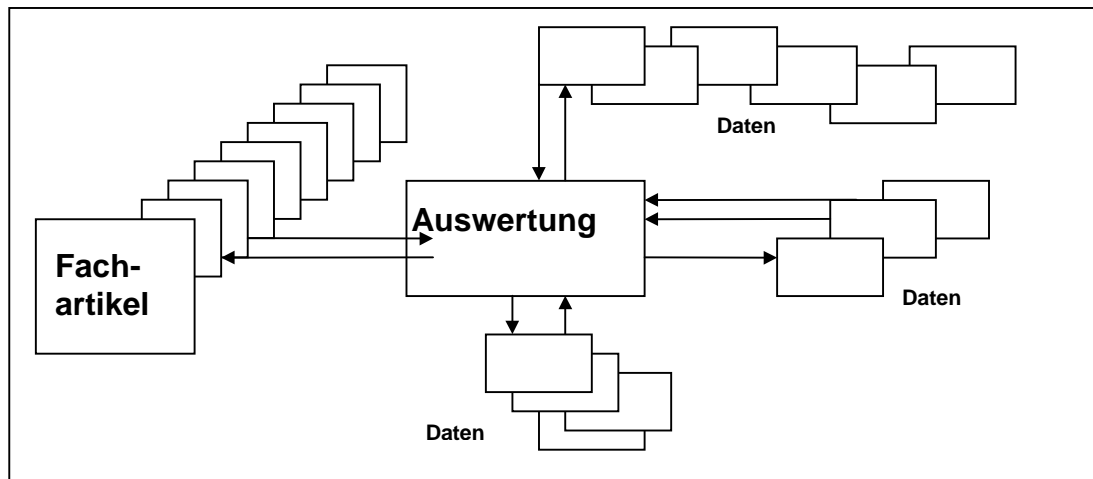 Daten
Auswertung
Fach-
artikel
Daten
Daten